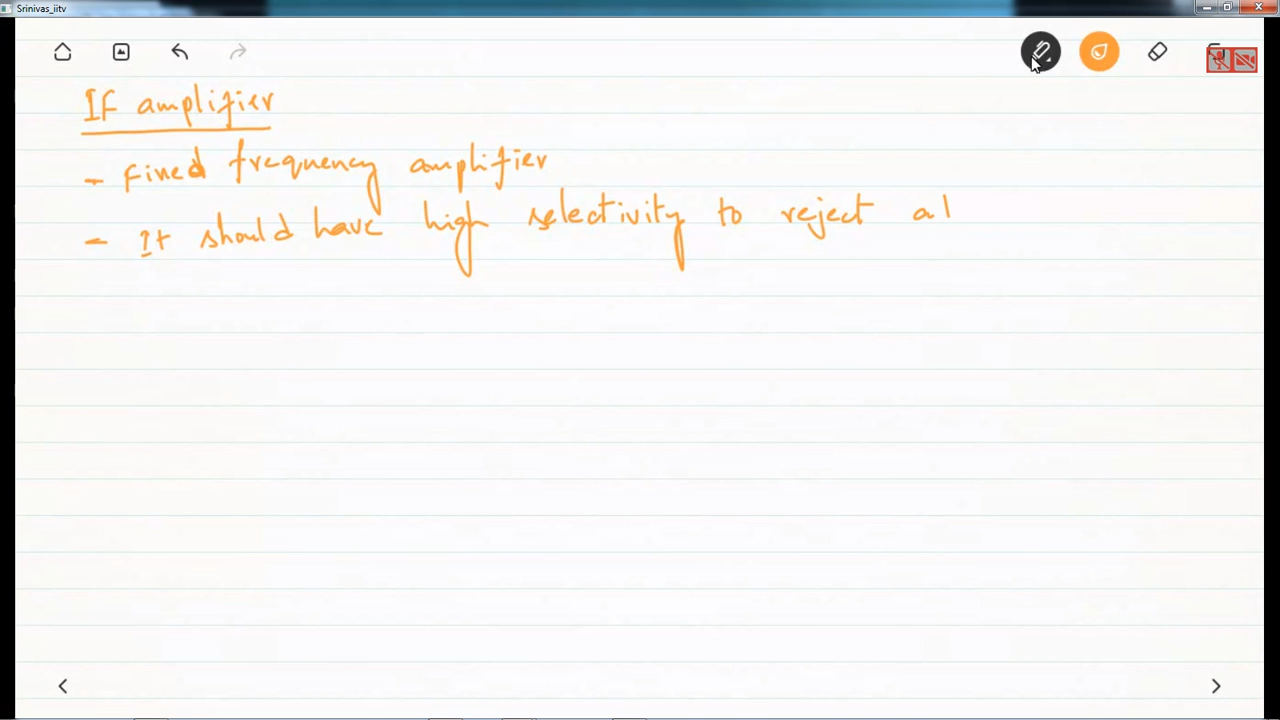 Srinivas_iitv
IF amplifier
- Fixed frequency amplifier
- It should have high selectivity to reject al